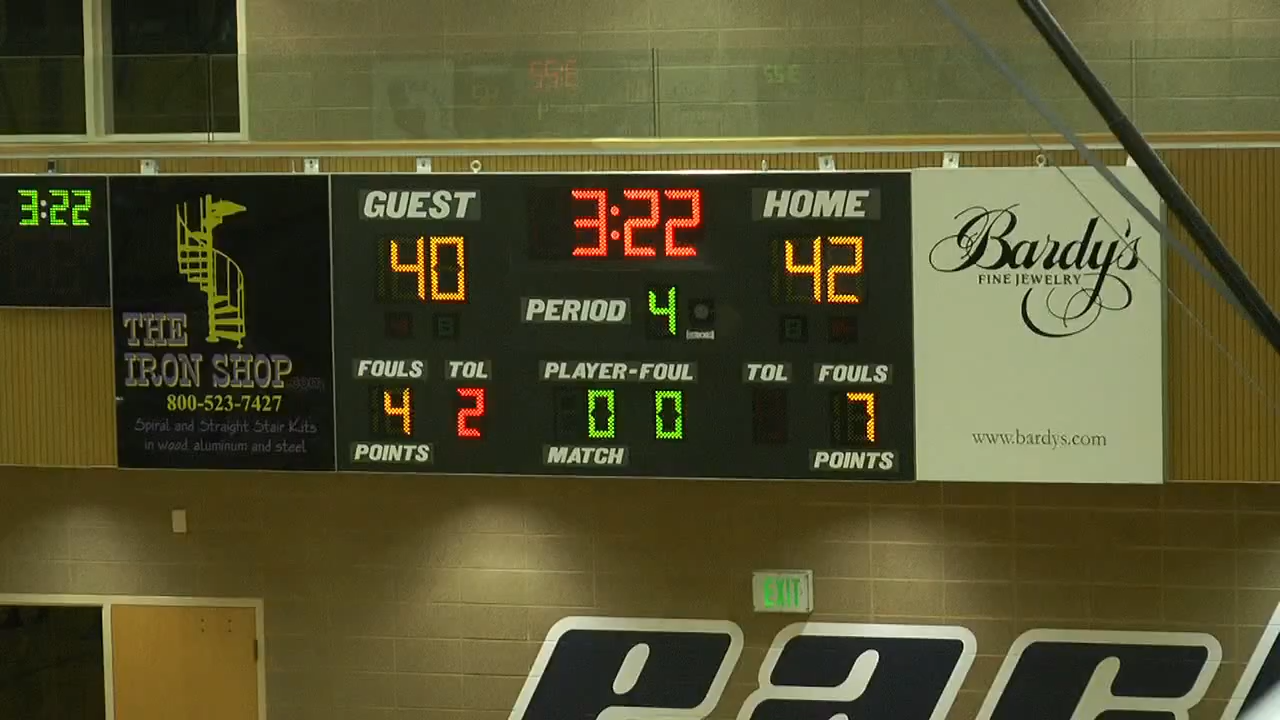 3:22
THE
IRON SHOP.com
800-523-7427
Spiral and Straight Stair Kits
in wood, aluminum and steel
GUEST
3:22
HOME
40
42
PERIOD
4
FOULS
TOL
PLAYER-FOUL
TOL
FOULS
4
2
0 0
7
POINTS
MATCH
POINTS
Bardy's
FINE JEWELRY
www.bardys.com
EXIT